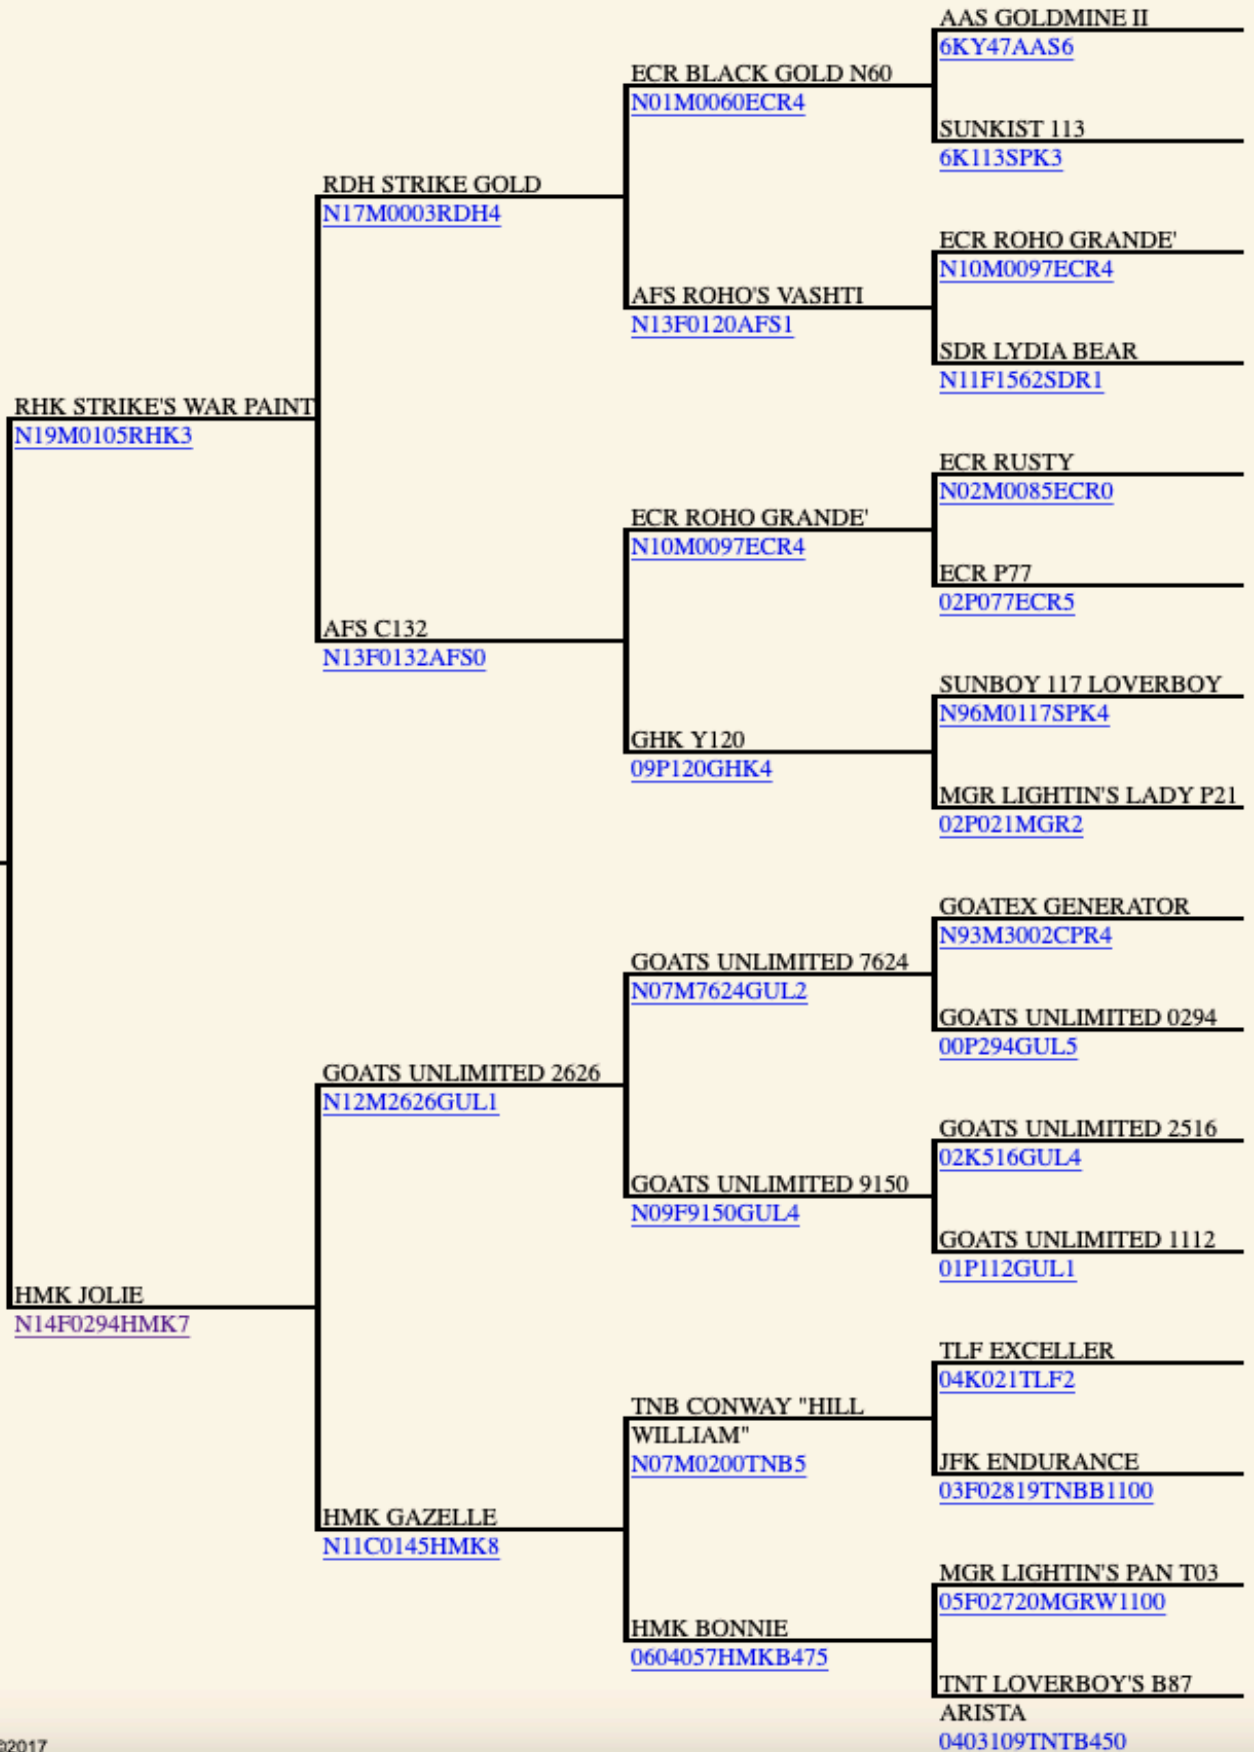 AAS GOLDMINE II
6KY47AAS6
ECR BLACK GOLD N60
N01M0060ECR4
SUNKIST 113
6K113SPK3
RDH STRIKE GOLD
N17M0003RDH4
ECR ROHO GRANDE'
N10M0097ECR4
AFS ROHO'S VASHTI
N13F0120AFS1
SDR LYDIA BEAR
N11F1562SDR1
RHK STRIKE'S WAR PAINT
N19M0105RHK3
ECR RUSTY
N02M0085ECR0
ECR ROHO GRANDE'
N10M0097ECR4
ECR P77
02P077ECR5
AFS C132
N13F0132AFS0
SUNBOY 117 LOVERBOY
N96M0117SPK4
GHK Y120
09P120GHK4
MGR LIGHTIN'S LADY P21
02P021MGR2
GOATEX GENERATOR
N93M3002CPR4
GOATS UNLIMITED 7624
N07M7624GUL2
GOATS UNLIMITED 0294
00P294GUL5
GOATS UNLIMITED 2626
N12M2626GUL1
GOATS UNLIMITED 2516
02K516GUL4
GOATS UNLIMITED 9150
N09F9150GUL4
GOATS UNLIMITED 1112
01P112GUL1
HMK JOLIE
N14F0294HMK7
TLF EXCELLER
04K021TLF2
TNB CONWAY "HILL
WILLIAM"
N07M0200TNB5
JFK ENDURANCE
03F02819TNBB1100
HMK GAZELLE
N11C0145HMK8
MGR LIGHTIN'S PAN T03
05F02720MGRW1100
HMK BONNIE
0604057HMKB475
TNT LOVERBOY'S B87
ARISTA
0403109TNTB450
©2017